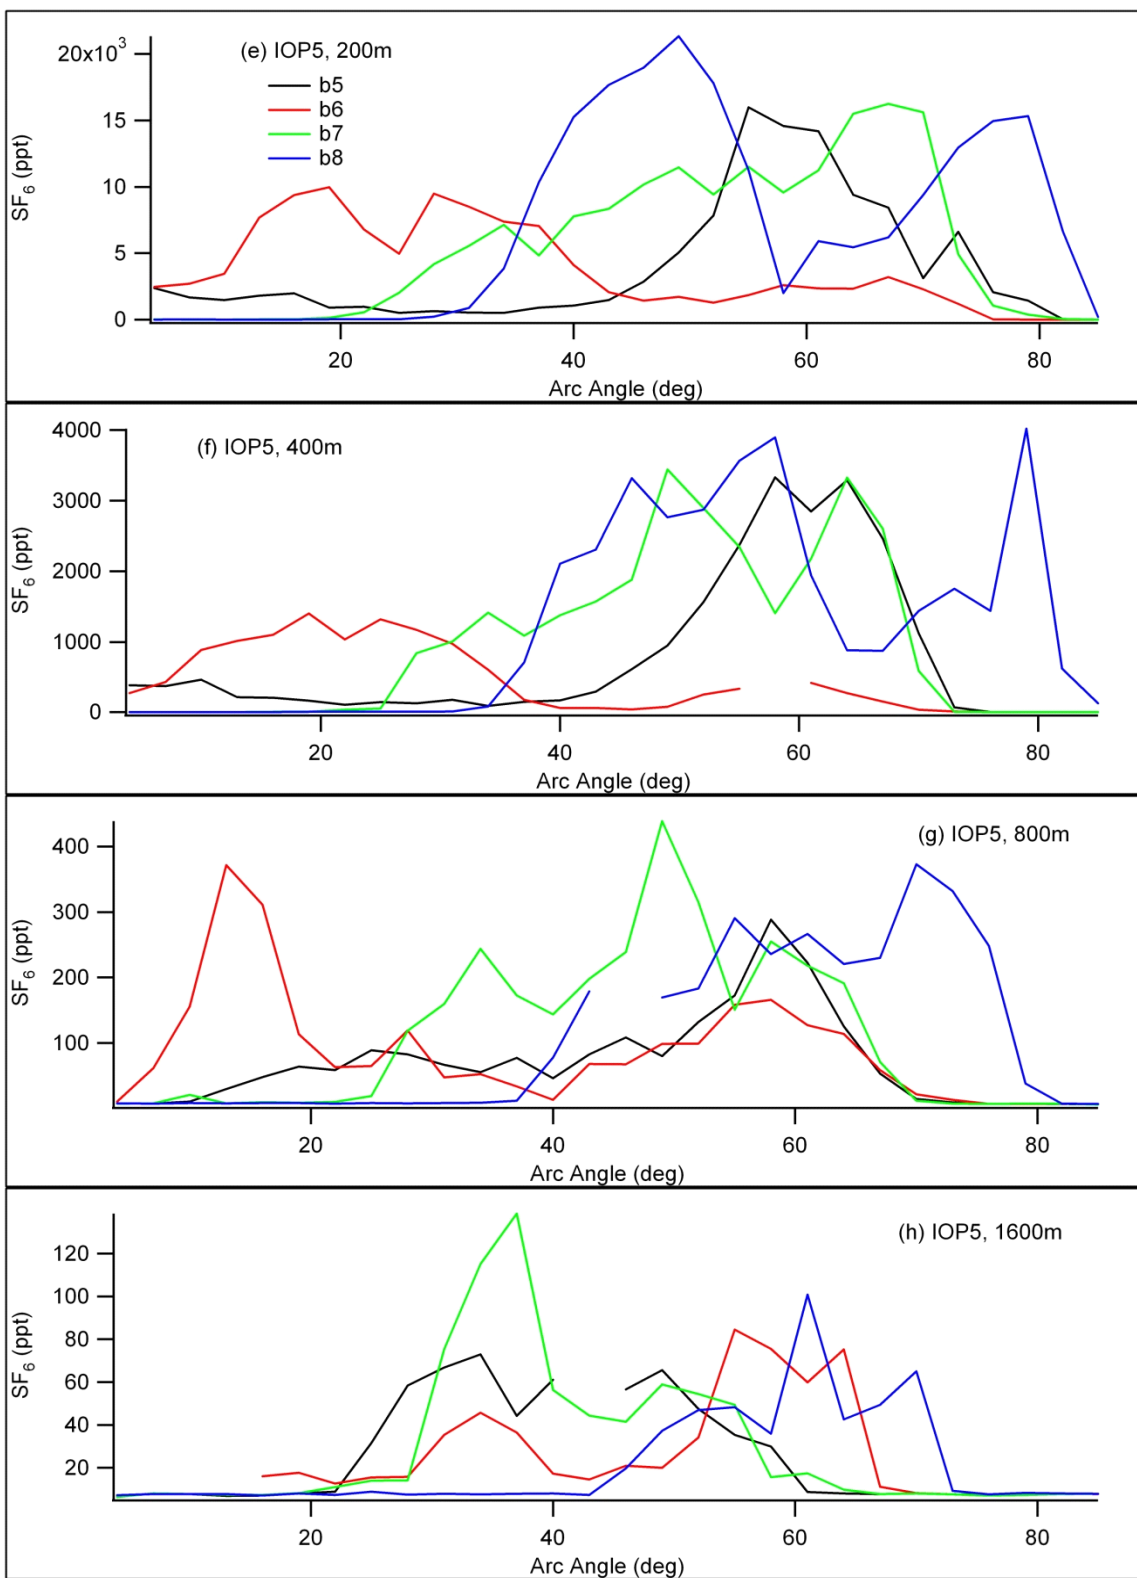 (e) IOP5, 200m
b5
b6
b7
b8
20x10³
15
10
5
0
SF₆ (ppt)
20 40 60 80
Arc Angle (deg)
(f) IOP5, 400m
4000
3000
2000
1000
0
SF₆ (ppt)
20 40 60 80
Arc Angle (deg)
(g) IOP5, 800m
400
300
200
100
SF₆ (ppt)
20 40 60 80
Arc Angle (deg)
(h) IOP5, 1600m
120
100
80
60
40
20
SF₆ (ppt)
20 40 60 80
Arc Angle (deg)